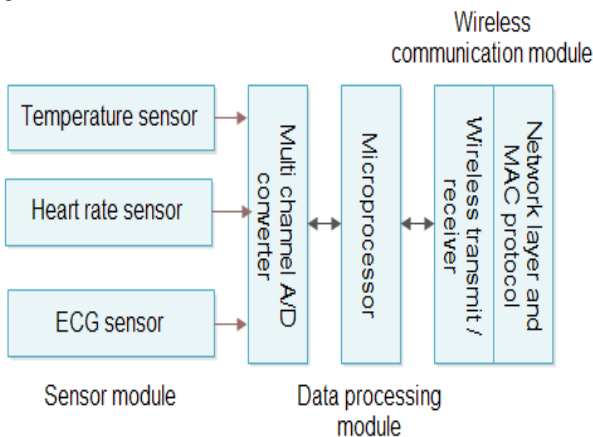 Wireless
communication module
Temperature sensor
Heart rate sensor
ECG sensor
Multi channel A/D
converter
Microprocessor
Wireless transmit /
receiver
Network layer and
MAC protocol
Sensor module
Data processing
module